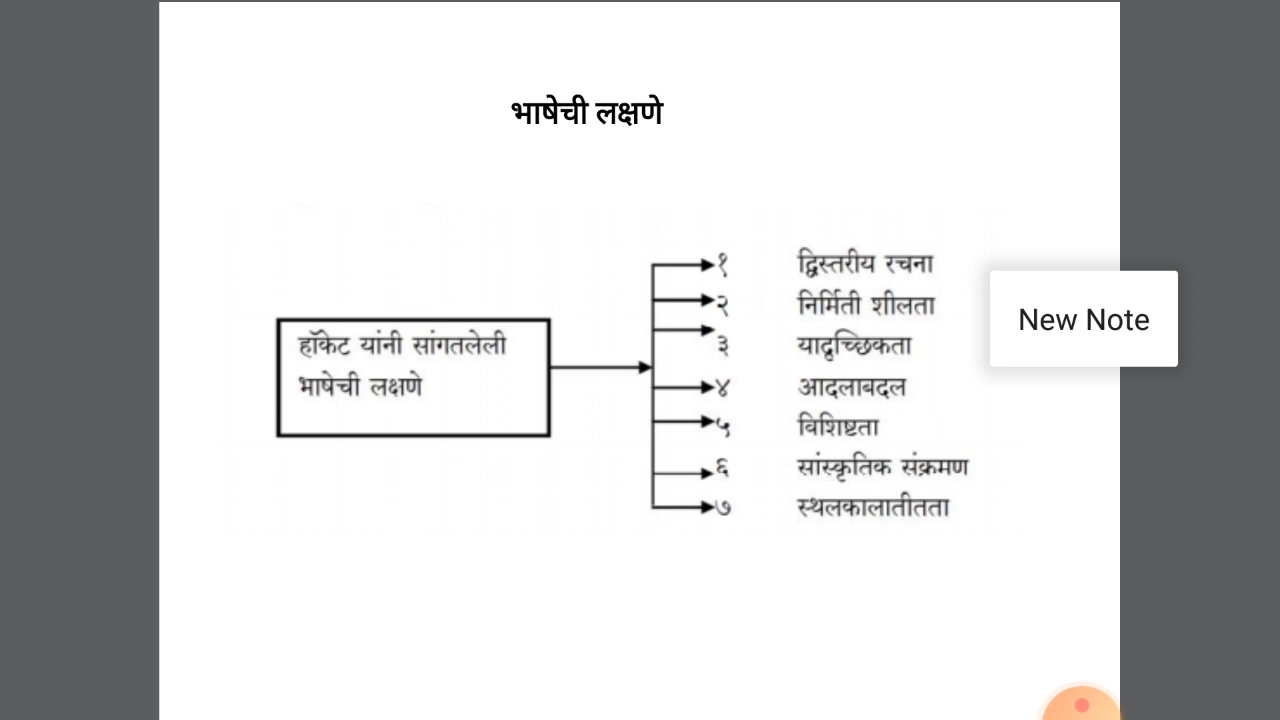 भाषेची लक्षणे
हॉकेट यांनी सांगतलेली
भाषेची लक्षणे
१ द्विस्तरीय रचना
२ निर्मिती शीलता
३ यादृच्छिकता
४ आदलाबदल
५ विशिष्टता
६ सांस्कृतिक संक्रमण
७ स्थलकालातीतता
New Note